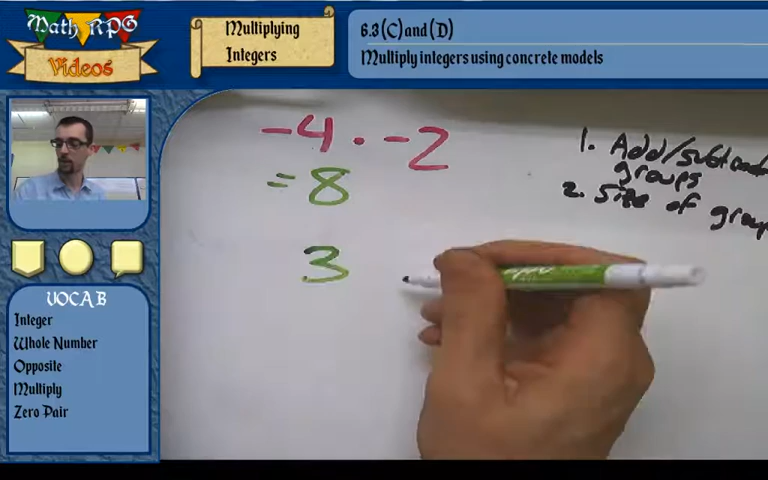 Math RPG
Videos
Multiplying
Integers
6.3 (C) and (D)
Multiply integers using concrete models
-4 · -2
= 8
3
1. Add/subtract
groups
2. Size of group
VOCAB
Integer
Whole Number
Opposite
Multiply
Zero Pair